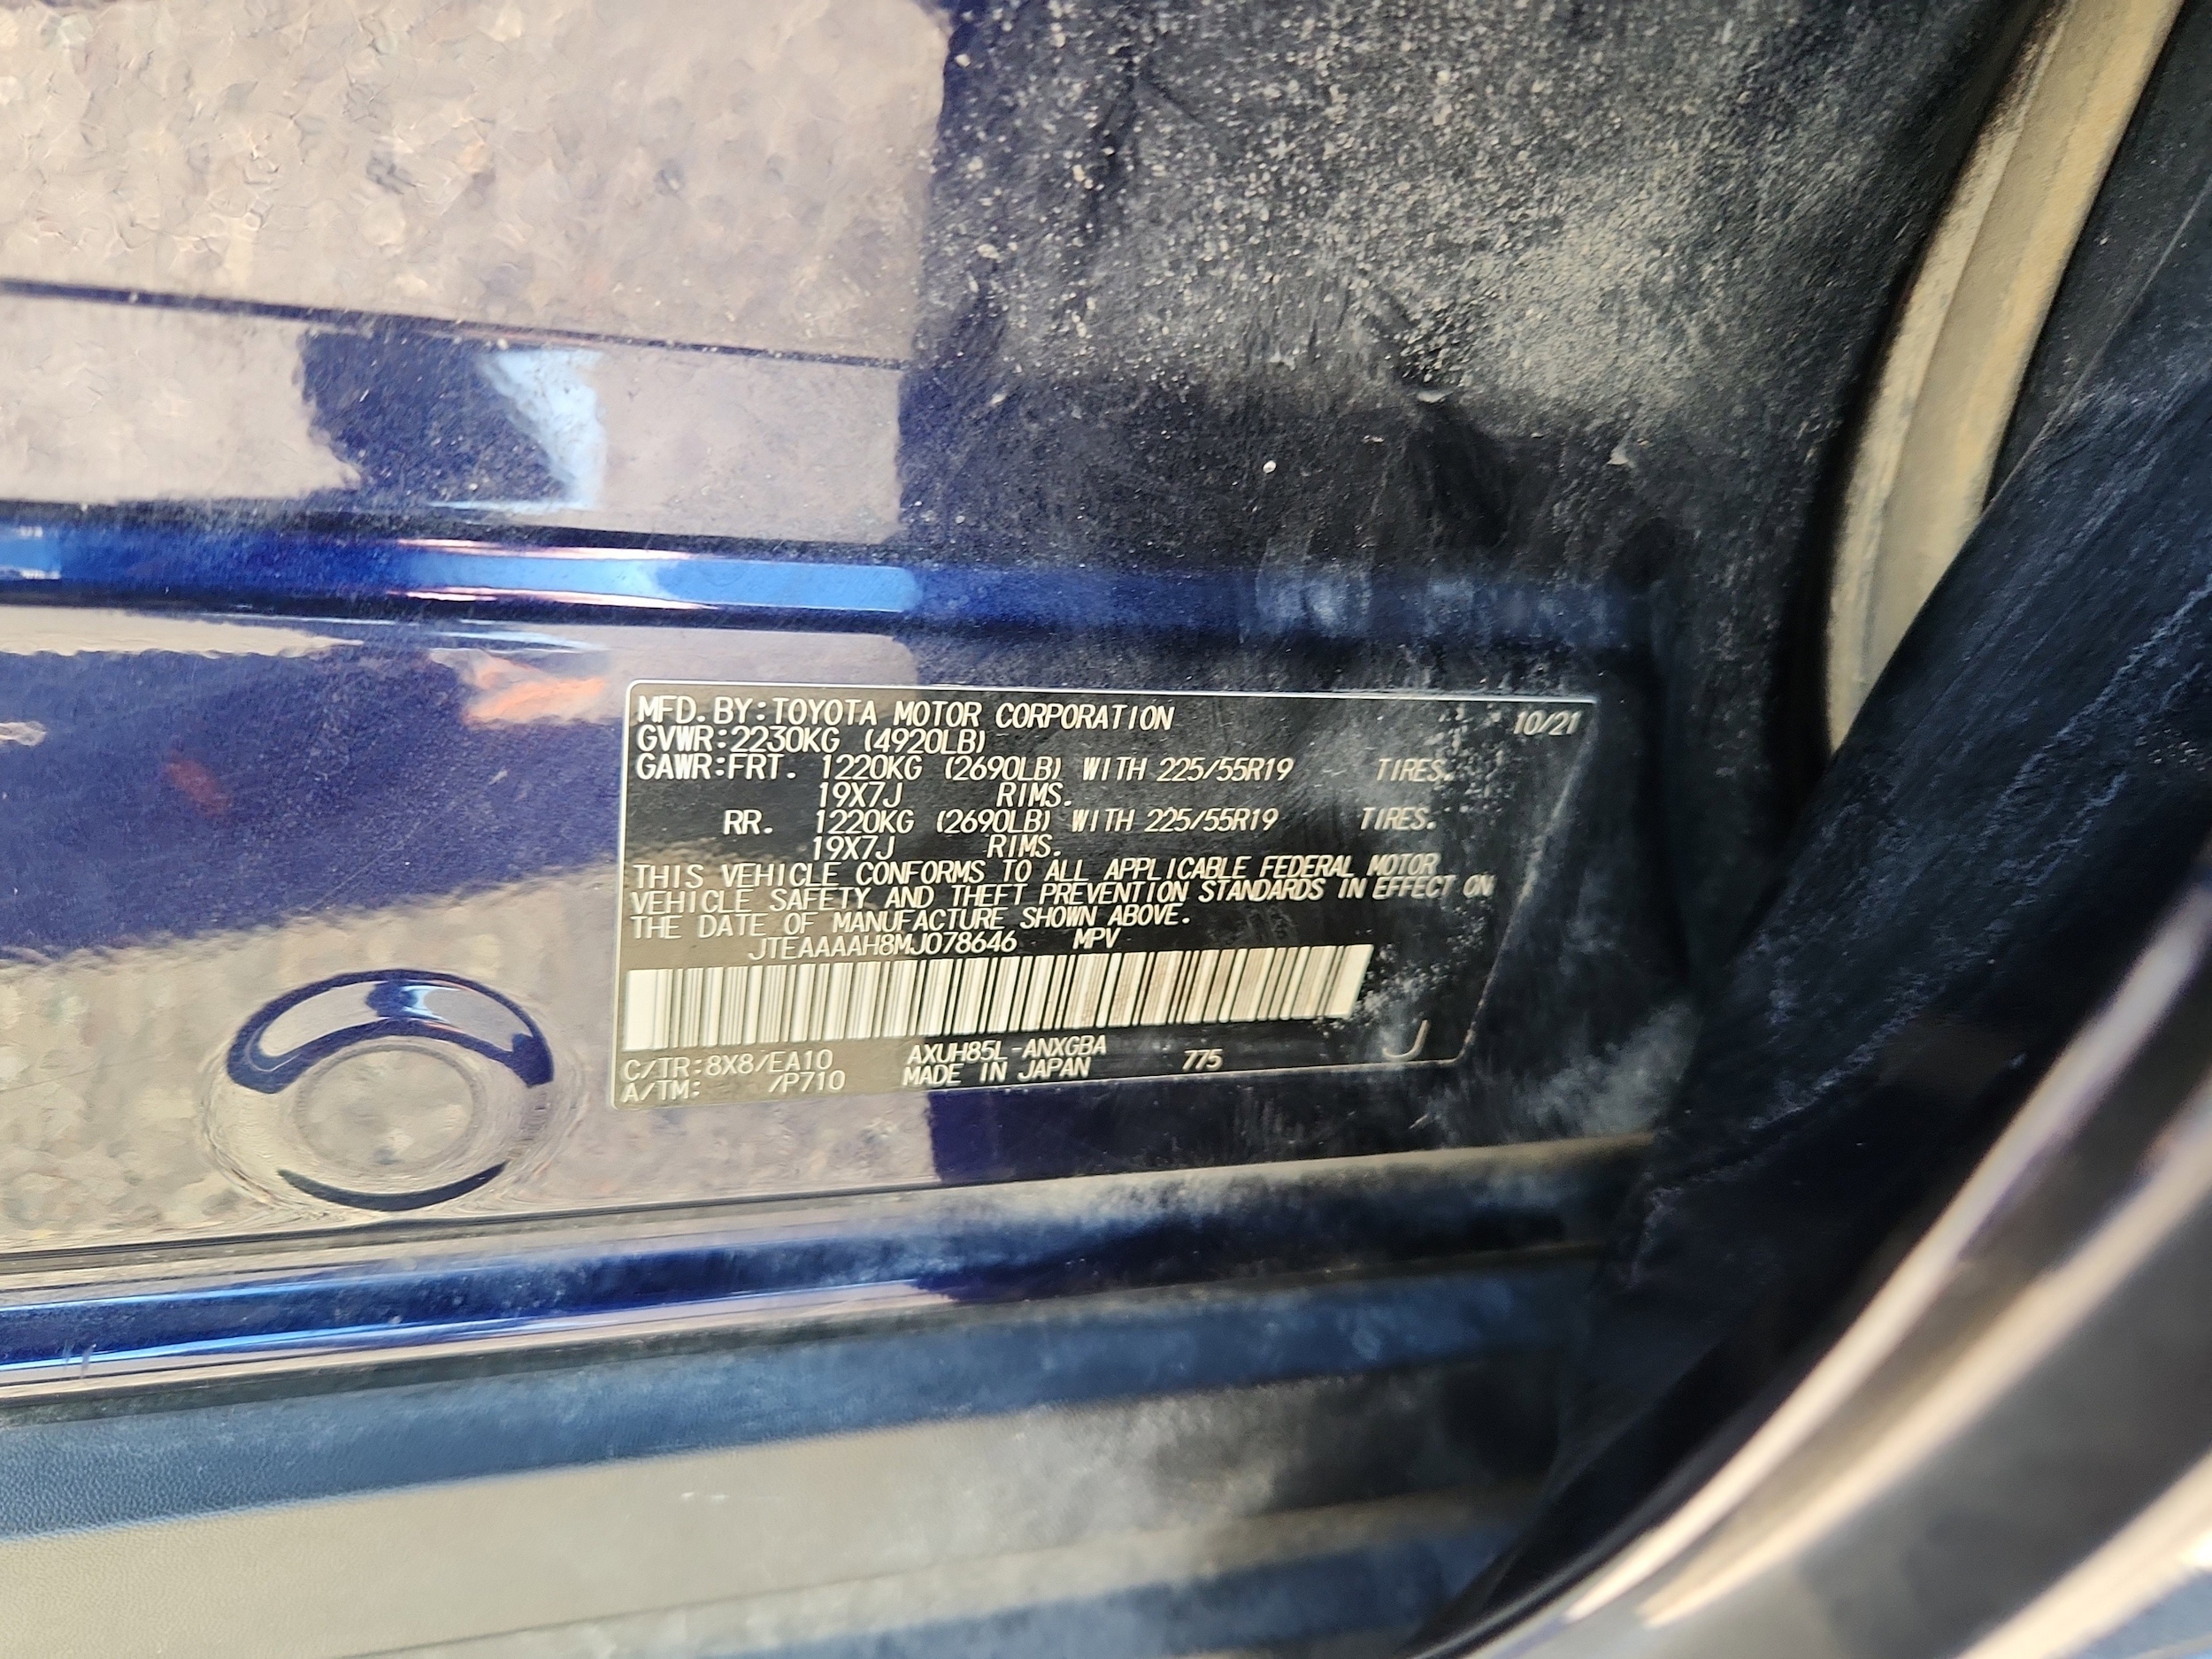 MFD. BY: TOYOTA MOTOR CORPORATION 10/21
GVWR: 2230KG (4920LB)
GAWR: FRT. 1220KG (2690LB) WITH 225/55R19 TIRES.
19X7J RIMS.
RR. 1220KG (2690LB) WITH 225/55R19 TIRES.
19X7J RIMS.
THIS VEHICLE CONFORMS TO ALL APPLICABLE FEDERAL MOTOR
VEHICLE SAFETY AND THEFT PREVENTION STANDARDS IN EFFECT ON
THE DATE OF MANUFACTURE SHOWN ABOVE.
JTEAAAAH8MJ078646 MPV
C/TR: 8X8/EA10 AXUH85L-ANXGBA 775 J
A/TM: /P710 MADE IN JAPAN